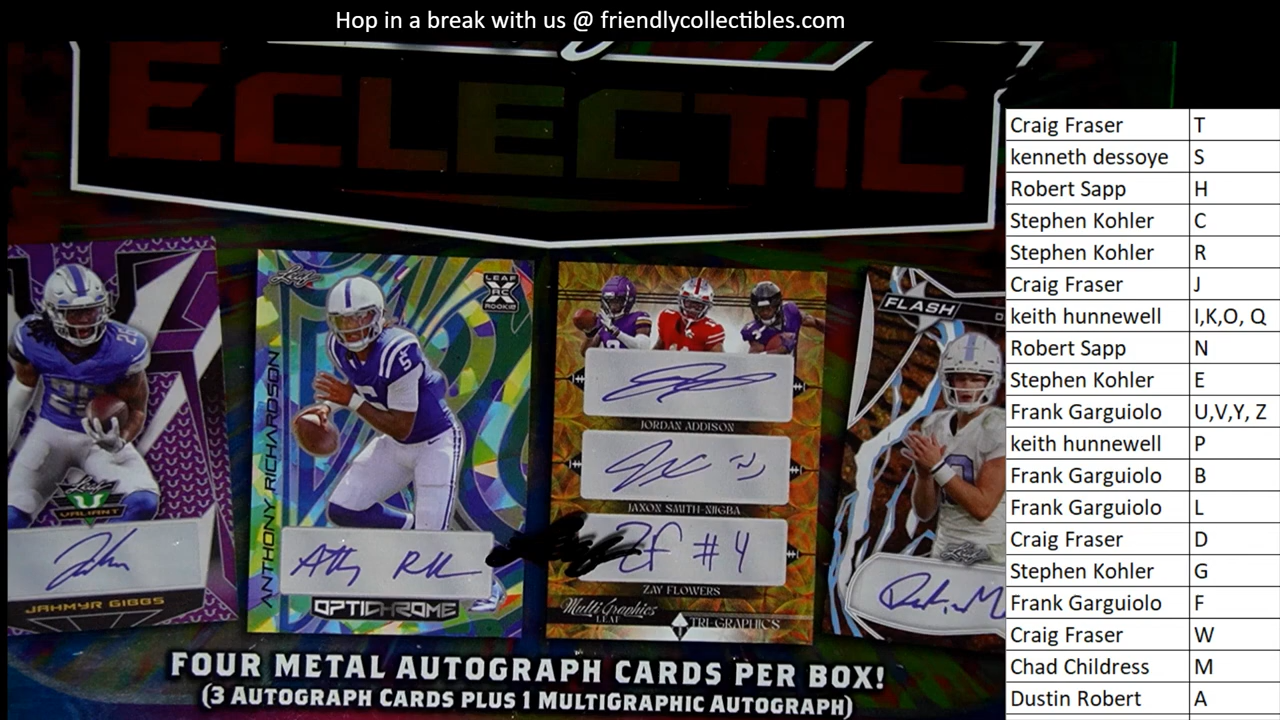 Hop in a break with us @ friendlycollectibles.com
ECLECTIC
Craig Fraser T
kenneth dessoye S
Robert Sapp H
Stephen Kohler C
Stephen Kohler R
Craig Fraser J
keith hunnewell I,K,O, Q
Robert Sapp N
Stephen Kohler E
Frank Garguiolo U,V,Y, Z
keith hunnewell P
Frank Garguiolo B
Frank Garguiolo L
Craig Fraser D
Stephen Kohler G
Frank Garguiolo F
Craig Fraser W
Chad Childress M
Dustin Robert A
VALIANT
JAHMYR GIBBS
Leaf
LEAF
X
RC
ROOKIE
ANTHONY RICHARDSON
OPTICHROME
JORDAN ADDISON
JAXON SMITH-NJIGBA
#4
ZAY FLOWERS
Multi Graphics
LEAF
TRI-GRAPHICS
FLASH
Leaf
FOUR METAL AUTOGRAPH CARDS PER BOX!
(3 AUTOGRAPH CARDS PLUS 1 MULTIGRAPHIC AUTOGRAPH)